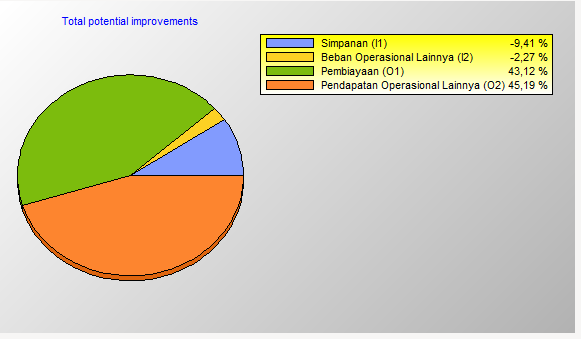 Total potential improvements
Simpanan (I1) -9,41 %
Beban Operasional Lainnya (I2) -2,27 %
Pembiayaan (O1) 43,12 %
Pendapatan Operasional Lainnya (O2) 45,19 %